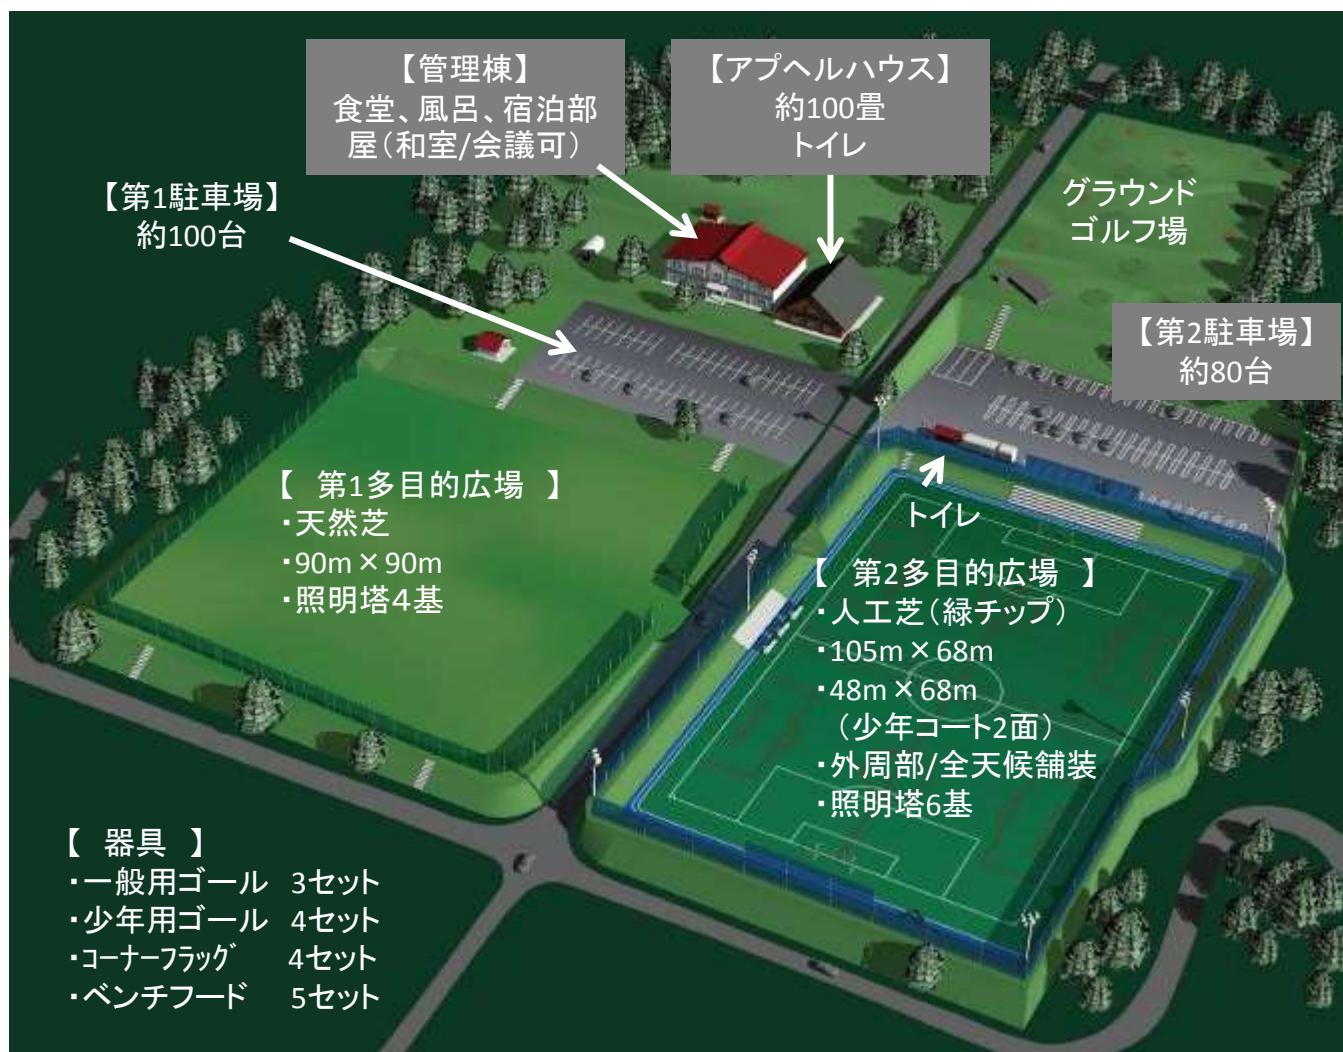 【管理棟】
食堂、風呂、宿泊部
屋(和室/会議可)
【アプヘルハウス】
約100畳
トイレ
【第1駐車場】
約100台
グラウンド
ゴルフ場
【第2駐車場】
約80台
【 第1多目的広場 】
・天然芝
・90m×90m
・照明塔4基
トイレ
【 第2多目的広場 】
・人工芝(緑チップ)
・105m×68m
・48m×68m
(少年コート2面)
・外周部/全天候舗装
・照明塔6基
【 器具 】
・一般用ゴール 3セット
・少年用ゴール 4セット
・コーナーフラッグ 4セット
・ベンチフード 5セット